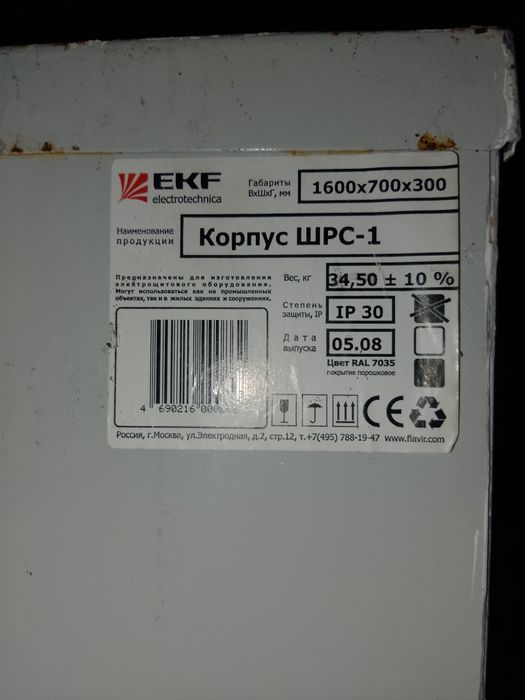 EKF
electrotechnica
Габариты
ВхШхГ, мм
1600x700x300
Наименование
продукции
Корпус ШРС-1
Предназначены для изготовления
электрощитового оборудования.
Могут использоваться как на промышленных
объектах, так и в жилых зданиях и сооружениях.
Вес, кг
34,50 ± 10 %
Степень
защиты, IP
IP 30
Дата
выпуска
05.08
Цвет RAL 7035
покрытие порошковое
4 690216
CE
Россия, г.Москва, ул.Электродная, д.2, стр.12, т.+7(495) 788-19-47 www.flavir.com